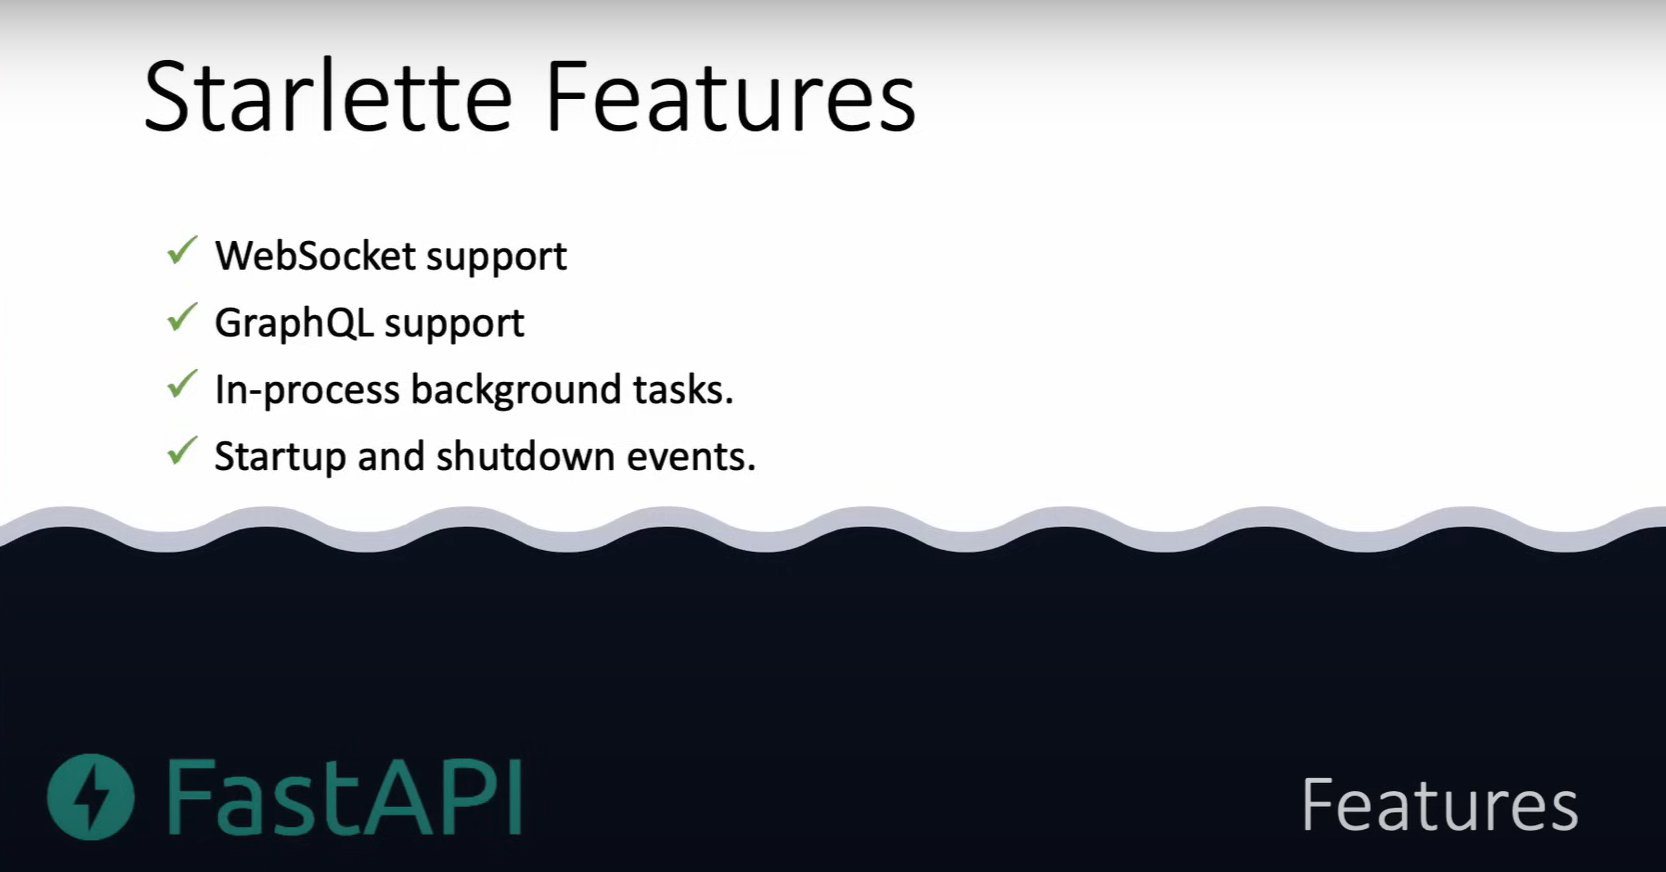 Starlette Features
WebSocket support
GraphQL support
In-process background tasks.
Startup and shutdown events.
FastAPI
Features